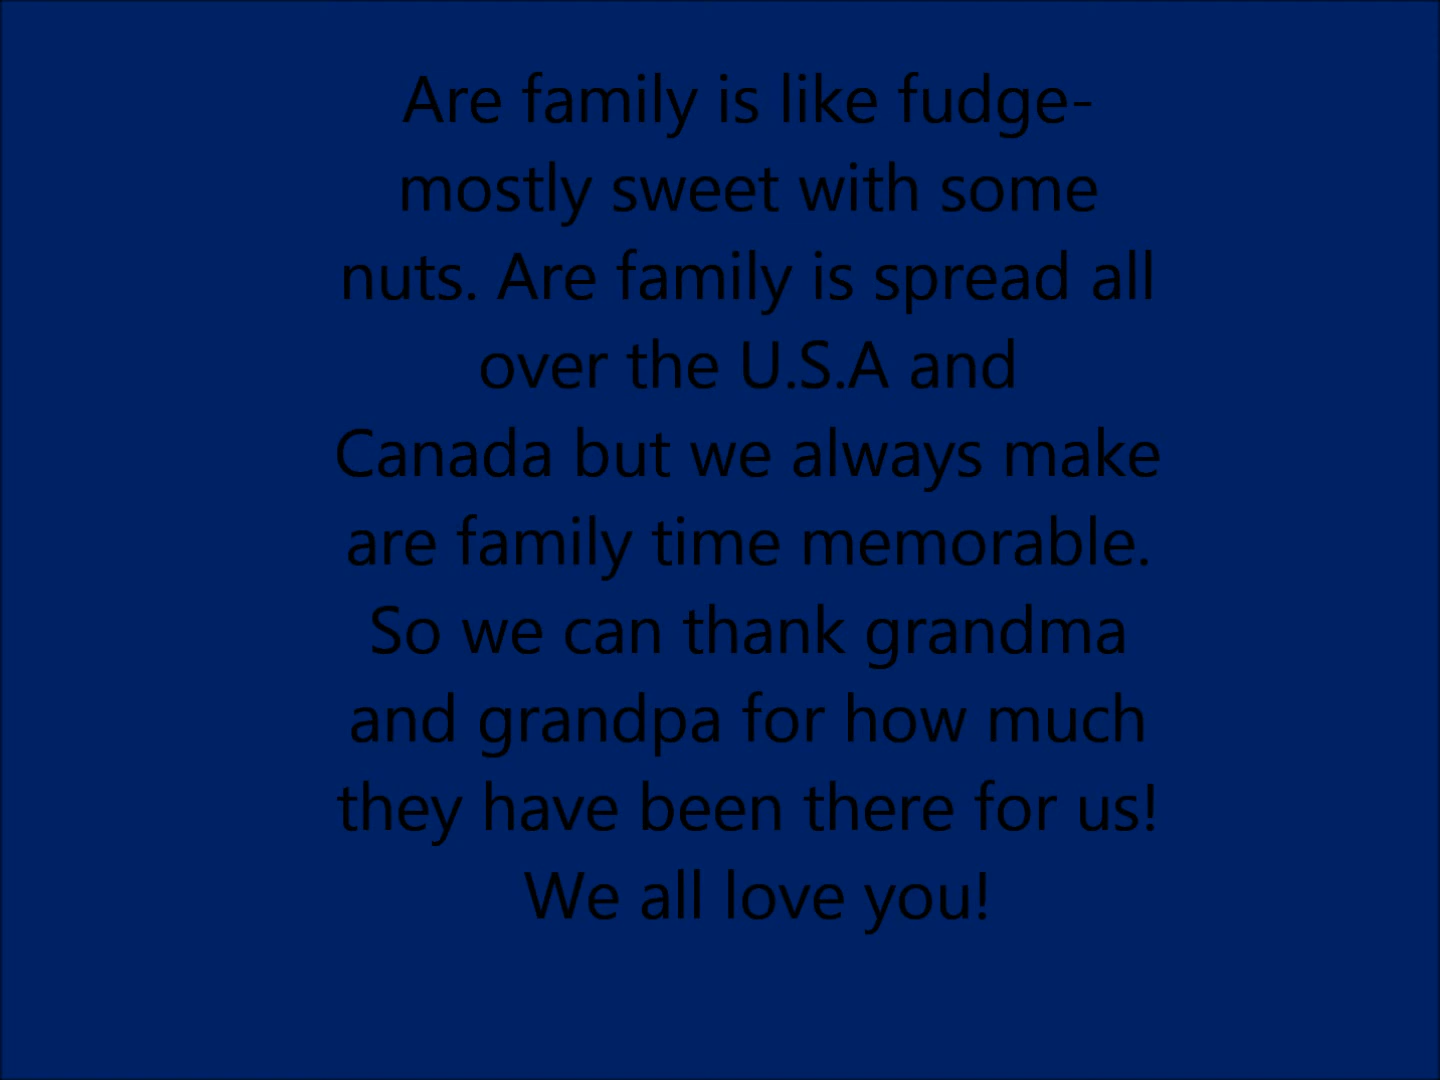 Are family is like fudge-
mostly sweet with some
nuts. Are family is spread all
over the U.S.A and
Canada but we always make
are family time memorable.
So we can thank grandma
and grandpa for how much
they have been there for us!
We all love you!